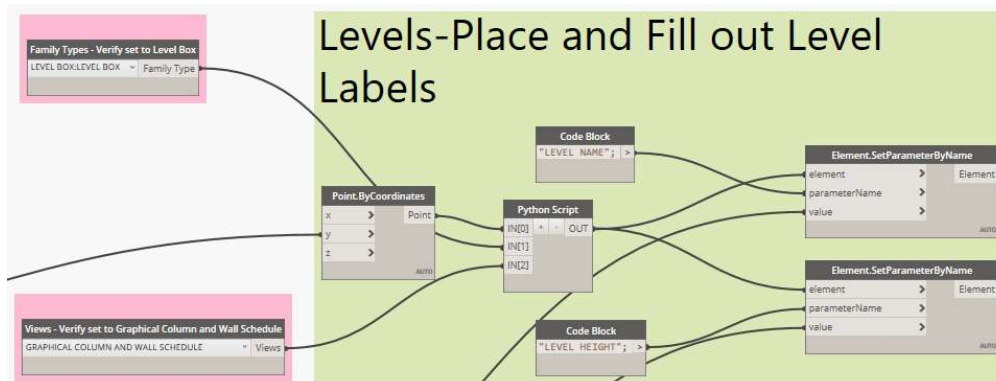 Levels-Place and Fill out Level
Labels
Family Types - Verify set to Level Box
LEVEL BOX:LEVEL BOX Family Type
Code Block
"LEVEL NAME"; >
Element.SetParameterByName
element > Element
parameterName >
value >
AUTO
Point.ByCoordinates
x > Point
y >
z >
AUTO
Python Script
IN[0] + - OUT
IN[1]
IN[2]
Element.SetParameterByName
element > Element
parameterName >
value >
AUTO
Views - Verify set to Graphical Column and Wall Schedule
GRAPHICAL COLUMN AND WALL SCHEDULE Views
Code Block
"LEVEL HEIGHT"; >